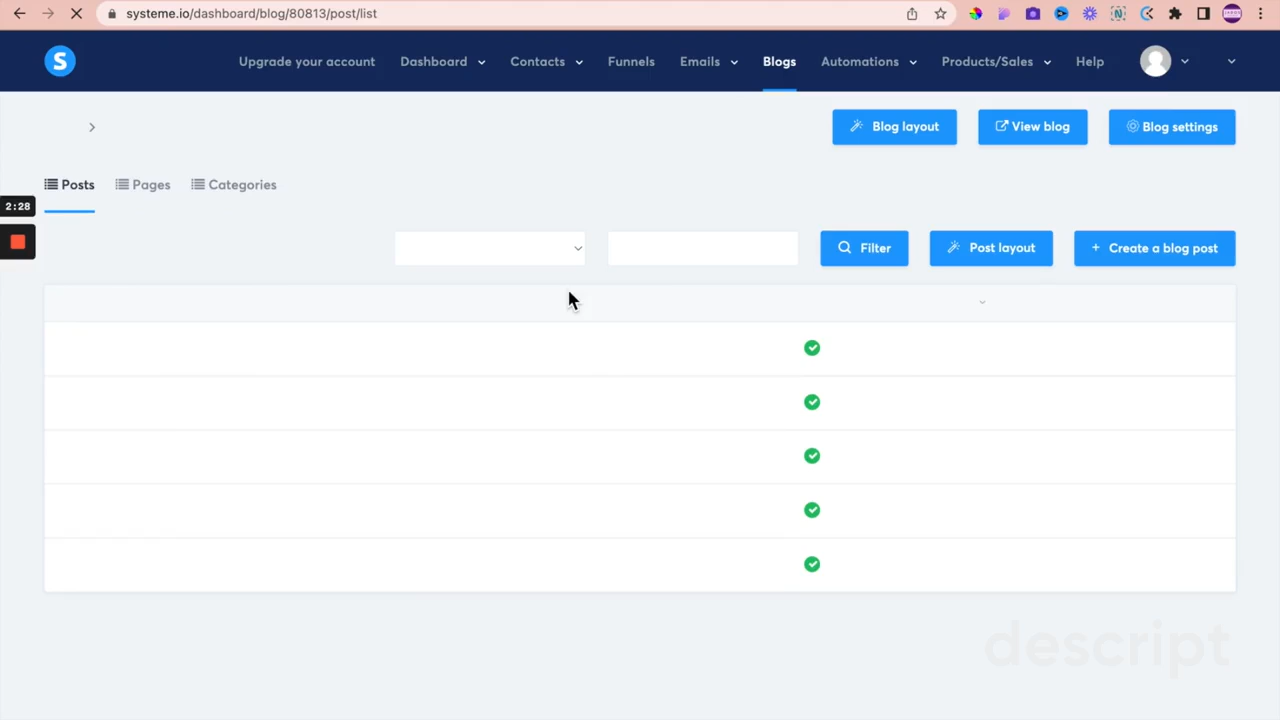 systeme.io/dashboard/blog/80813/post/list
S Upgrade your account Dashboard Contacts Funnels Emails Blogs Automations Products/Sales Help
Blog layout View blog Blog settings
Posts Pages Categories
2:28
Filter Post layout + Create a blog post
descript